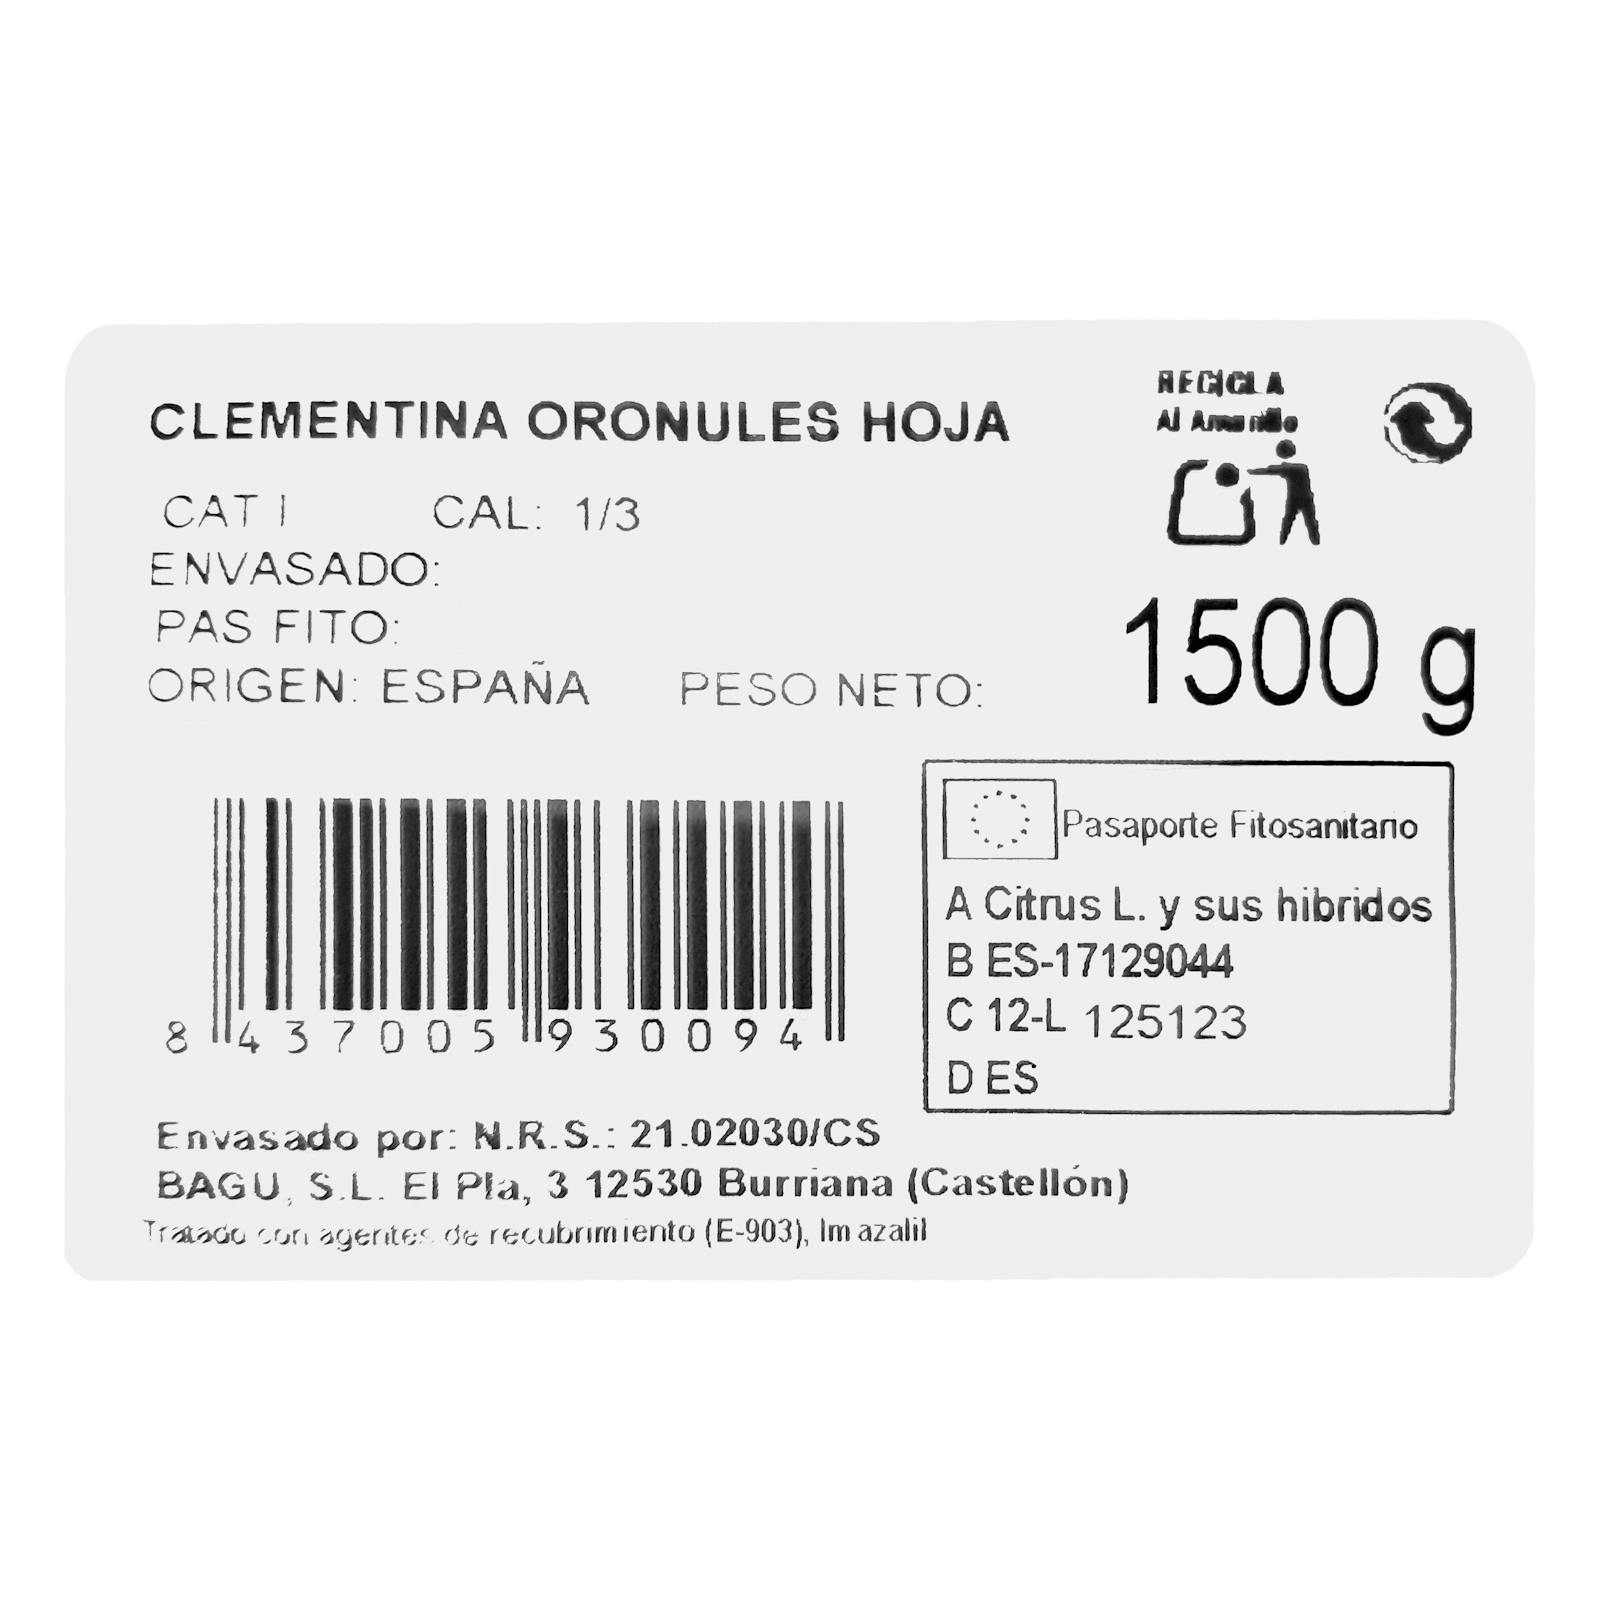 CLEMENTINA ORONULES HOJA
RECICLA
Al Amarillo
CAT I CAL: 1/3
ENVASADO:
PAS FITO:
ORIGEN: ESPAÑA PESO NETO: 1500 g
8 437005 930094
Pasaporte Fitosanitario
A Citrus L. y sus hibridos
B ES-17129044
C 12-L 125123
D ES
Envasado por: N.R.S.: 21.02030/CS
BAGU, S.L. El Pla, 3 12530 Burriana (Castellón)
Tratado con agentes de recubrimiento (E-903), Imazalil